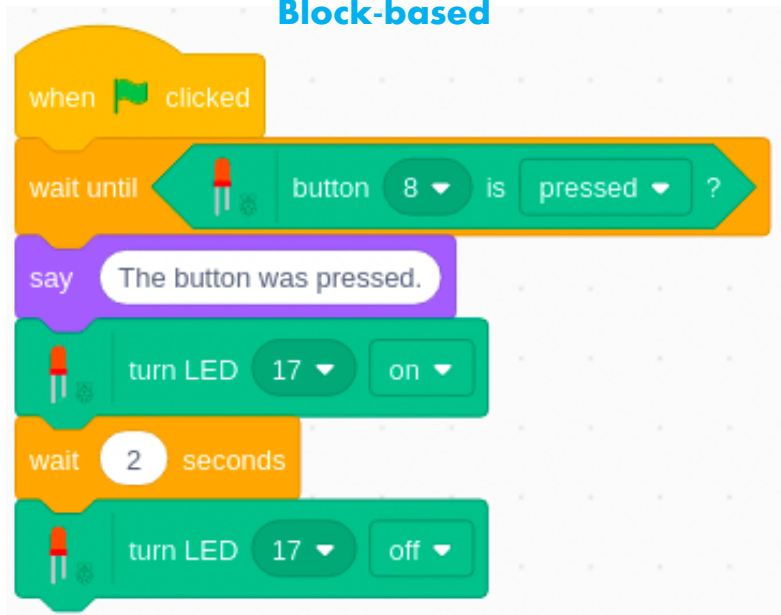 Block-based
when clicked
wait until button 8 is pressed ?
say The button was pressed.
turn LED 17 on
wait 2 seconds
turn LED 17 off